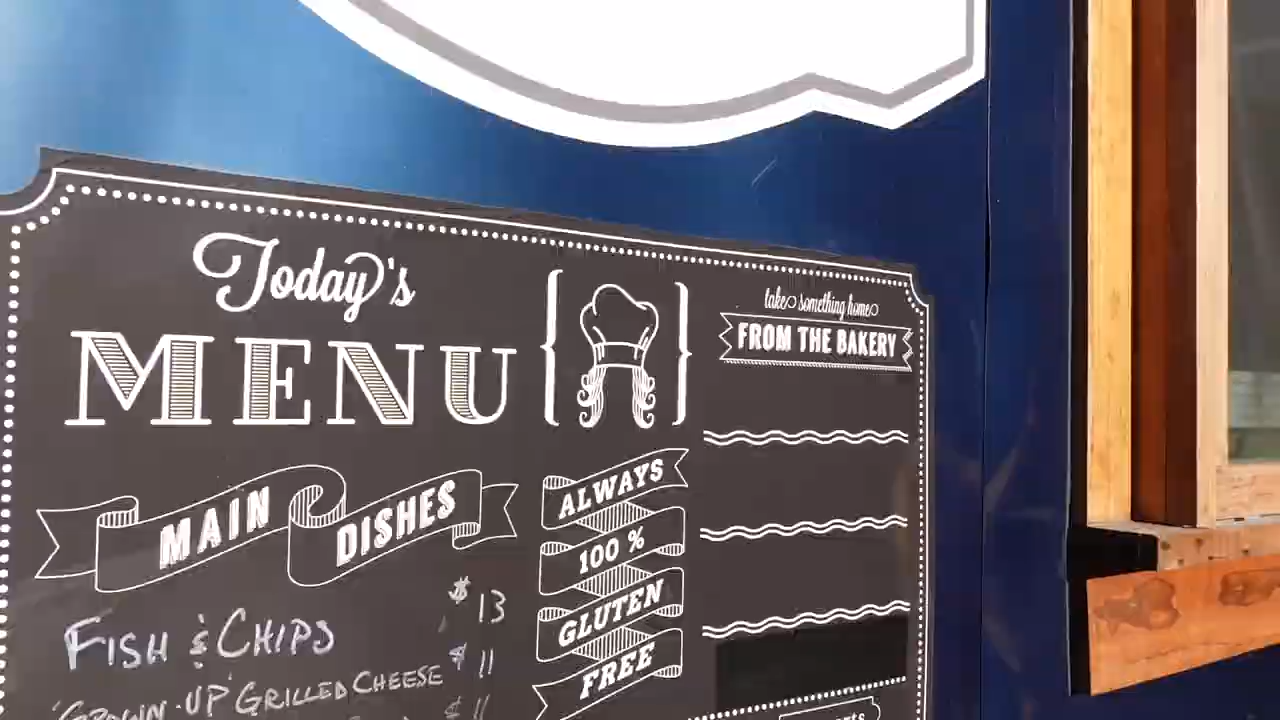 Today's
MENU
MAIN DISHES
FISH & CHIPS $13
'GROWN-UP' GRILLED CHEESE $11
$11
ALWAYS
100 %
GLUTEN
FREE
take something home
FROM THE BAKERY